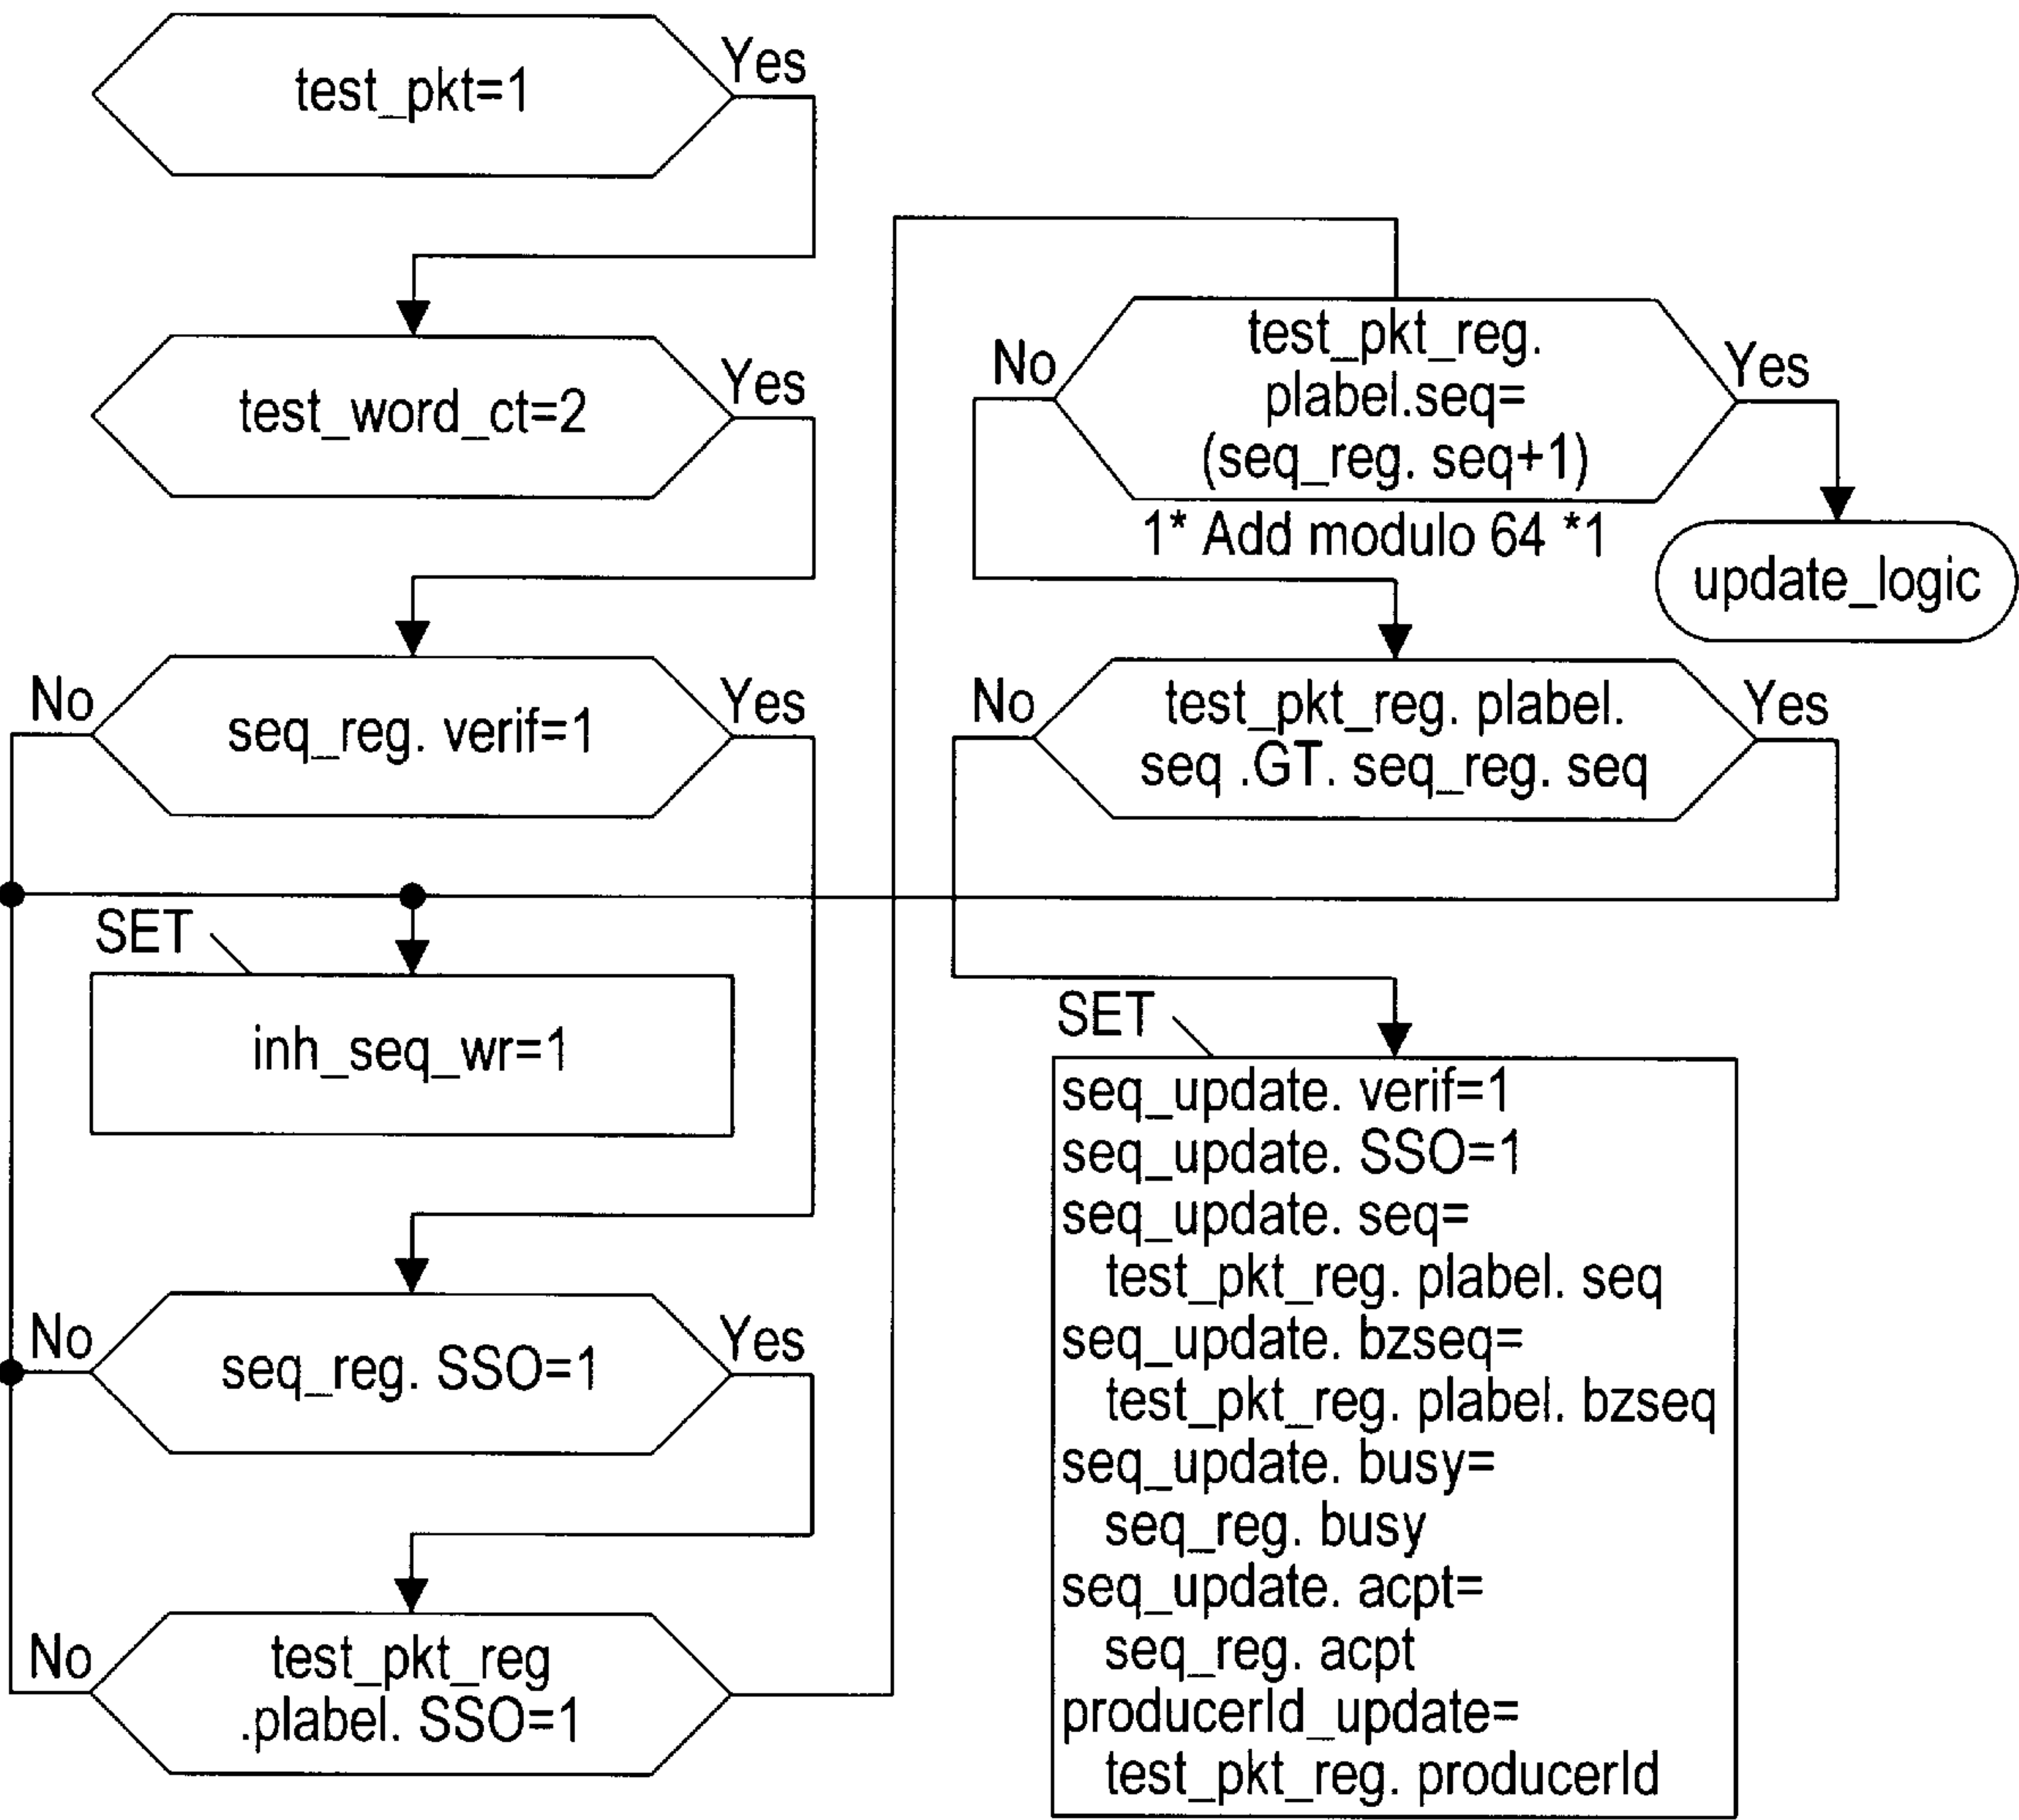 test_pkt=1
Yes
test_word_ct=2
Yes
No
seq_reg. verif=1
Yes
SET
inh_seq_wr=1
No
seq_reg. SSO=1
Yes
No
test_pkt_reg
.plabel. SSO=1
No
test_pkt_reg.
plabel.seq=
(seq_reg. seq+1)
Yes
1* Add modulo 64 *1
update_logic
No
test_pkt_reg. plabel.
seq .GT. seq_reg. seq
Yes
SET
seq_update. verif=1
seq_update. SSO=1
seq_update. seq=
test_pkt_reg. plabel. seq
seq_update. bzseq=
test_pkt_reg. plabel. bzseq
seq_update. busy=
seq_reg. busy
seq_update. acpt=
seq_reg. acpt
producerId_update=
test_pkt_reg. producerId